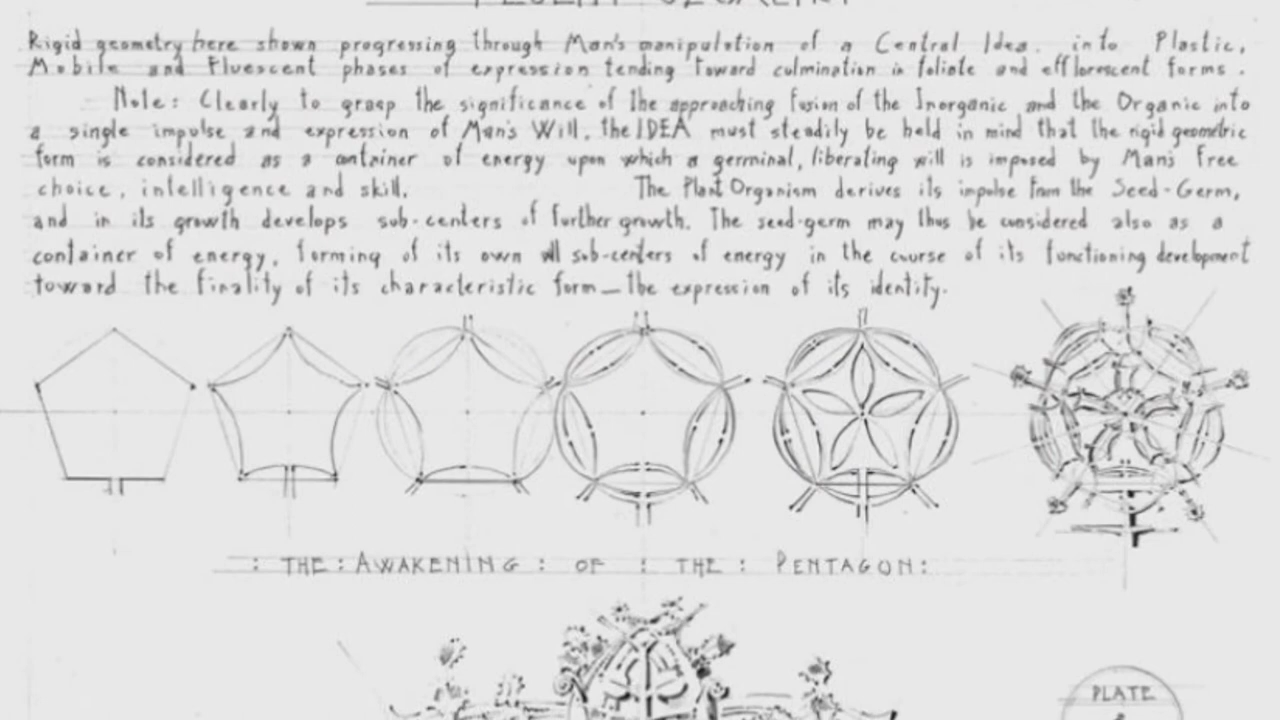 FLUENT GEOMETRY
Rigid geometry here shown progressing through Man's manipulation of a Central Idea into Plastic,
Mobile and Fluescent phases of expression tending toward culmination in foliate and efflorescent forms.
Note: Clearly to grasp the significance of the approaching fusion of the Inorganic and the Organic into
a single impulse and expression of Man's Will, the IDEA must steadily be held in mind that the rigid geometric
form is considered as a container of energy upon which a germinal, liberating will is imposed by Man's free
choice, intelligence and skill. The Plant Organism derives its impulse from the Seed-Germ,
and in its growth develops sub-centers of further growth. The seed-germ may thus be considered also as a
container of energy, forming of its own will sub-centers of energy in the course of its functioning development
toward the finality of its characteristic form — the expression of its identity.
: THE : AWAKENING : OF : THE : PENTAGON :
PLATE